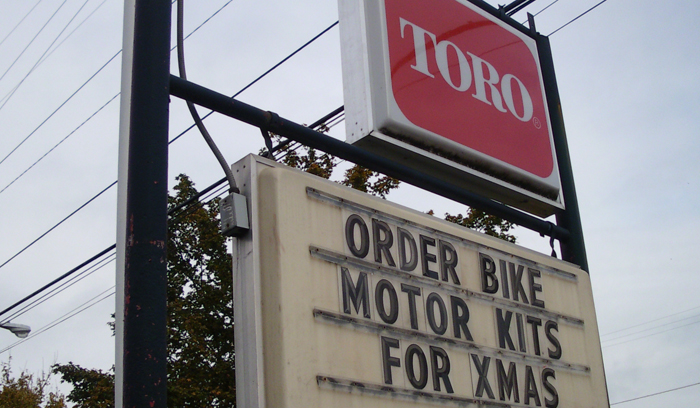 TORO®
ORDER BIKE
MOTOR KITS
FOR XMAS